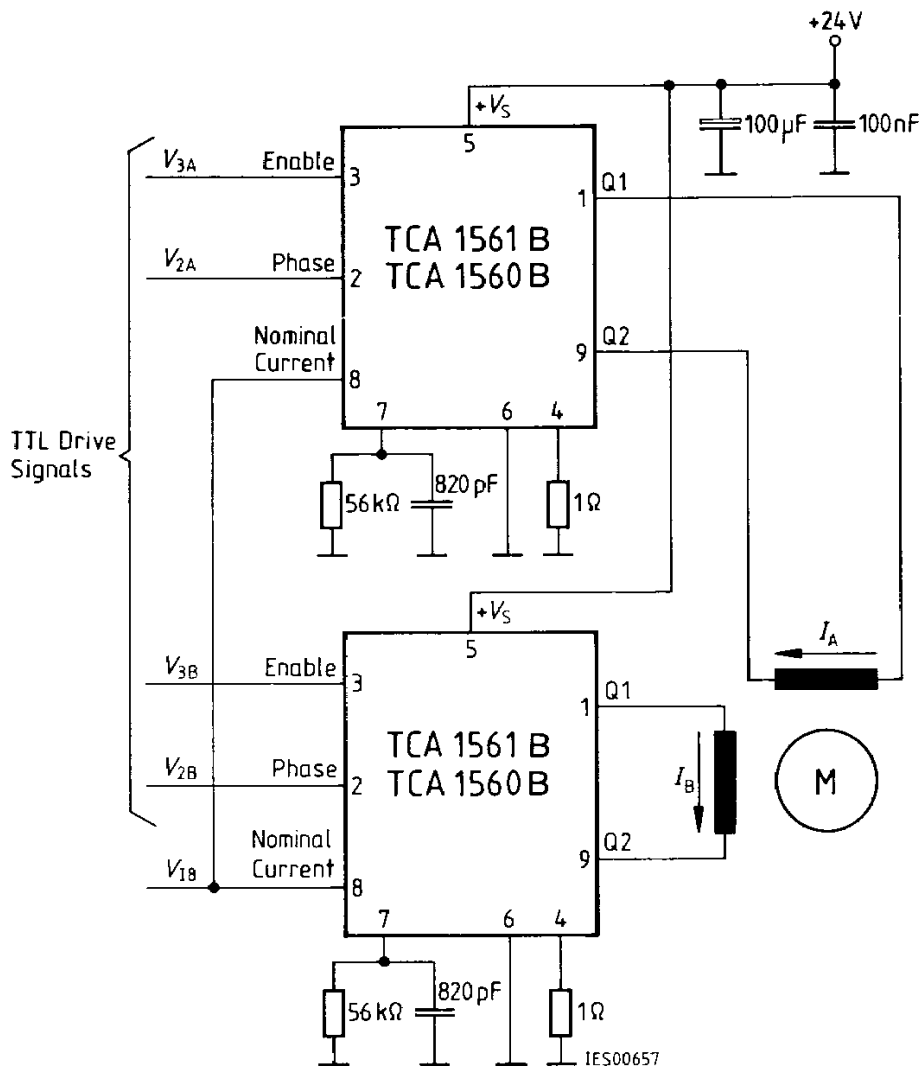 +24V
+VS
100µF
100nF
5
V3A
Enable
3
1
Q1
TCA 1561 B
TCA 1560 B
V2A
Phase
2
Nominal
Current
8
9
Q2
7
6
4
TTL Drive
Signals
56kΩ
820pF
1Ω
+VS
5
IA
V3B
Enable
3
1
Q1
TCA 1561 B
TCA 1560 B
V2B
Phase
2
IB
M
Nominal
Current
VI8
8
9
Q2
7
6
4
56kΩ
820pF
1Ω
IES00657